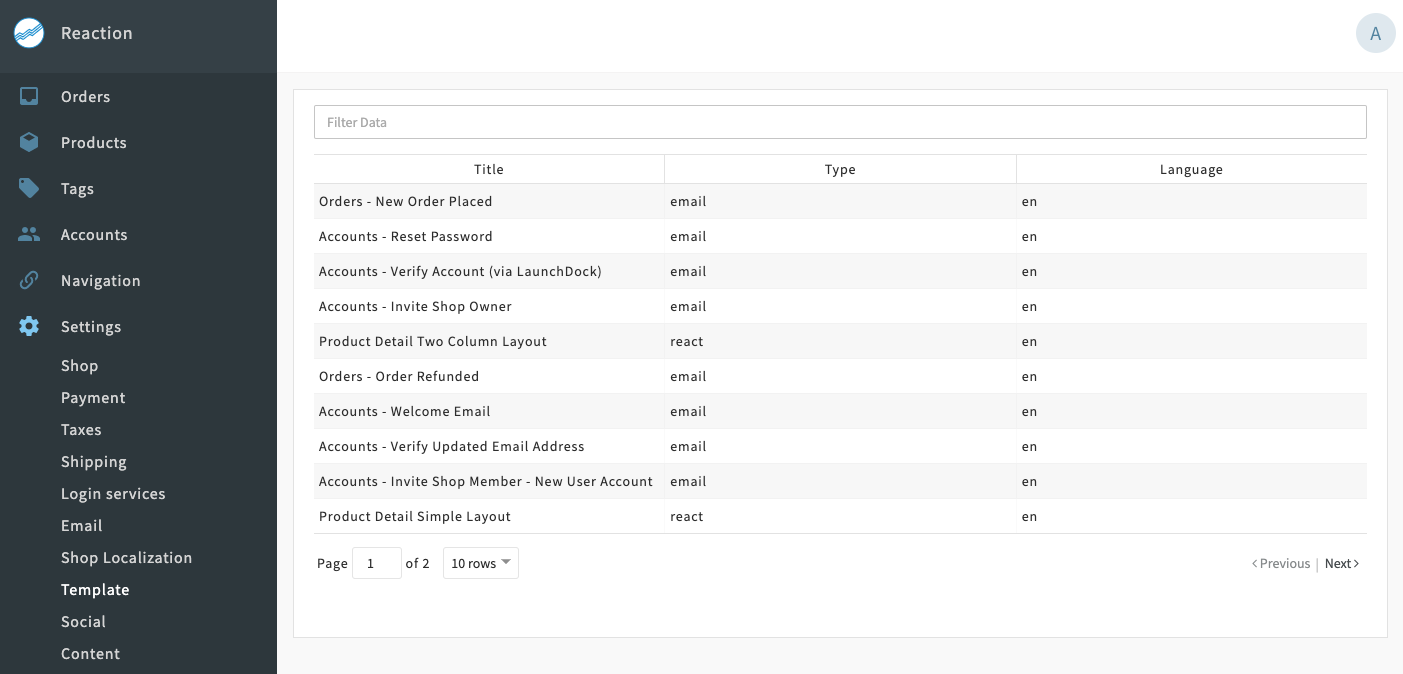 Reaction
A
Orders
Products
Tags
Accounts
Navigation
Settings
Shop
Payment
Taxes
Shipping
Login services
Email
Shop Localization
Template
Social
Content
Filter Data
Title Type Language
Orders - New Order Placed email en
Accounts - Reset Password email en
Accounts - Verify Account (via LaunchDock) email en
Accounts - Invite Shop Owner email en
Product Detail Two Column Layout react en
Orders - Order Refunded email en
Accounts - Welcome Email email en
Accounts - Verify Updated Email Address email en
Accounts - Invite Shop Member - New User Account email en
Product Detail Simple Layout react en
Page 1 of 2 10 rows < Previous | Next >